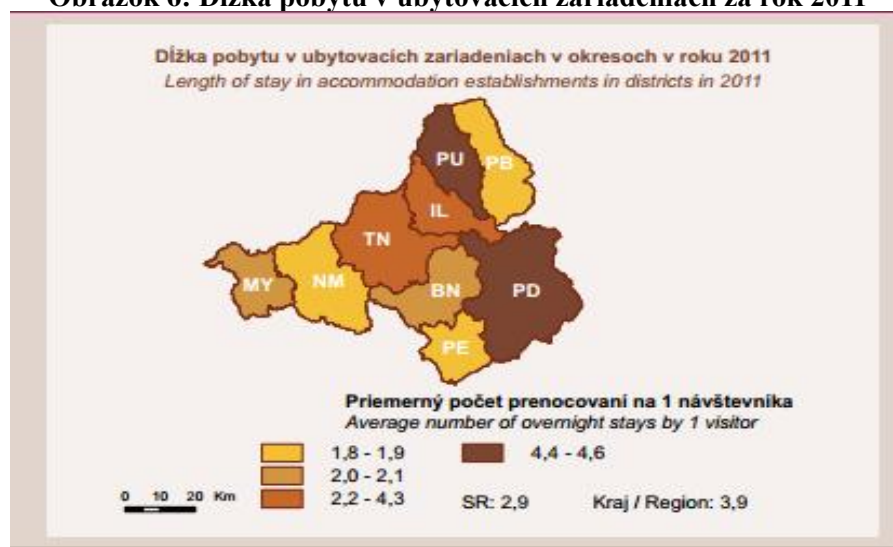 Obrázok 6: Dĺžka pobytu v ubytovacích zariadeniach za rok 2011
Dĺžka pobytu v ubytovacích zariadeniach v okresoch v roku 2011
Length of stay in accommodation establishments in districts in 2011
PU PB
IL
TN
MY NM BN PD
PE
Priemerný počet prenocovaní na 1 návštevníka
Average number of overnight stays by 1 visitor
1,8 - 1,9 4,4 - 4,6
2,0 - 2,1
0 10 20 Km 2,2 - 4,3 SR: 2,9 Kraj / Region: 3,9